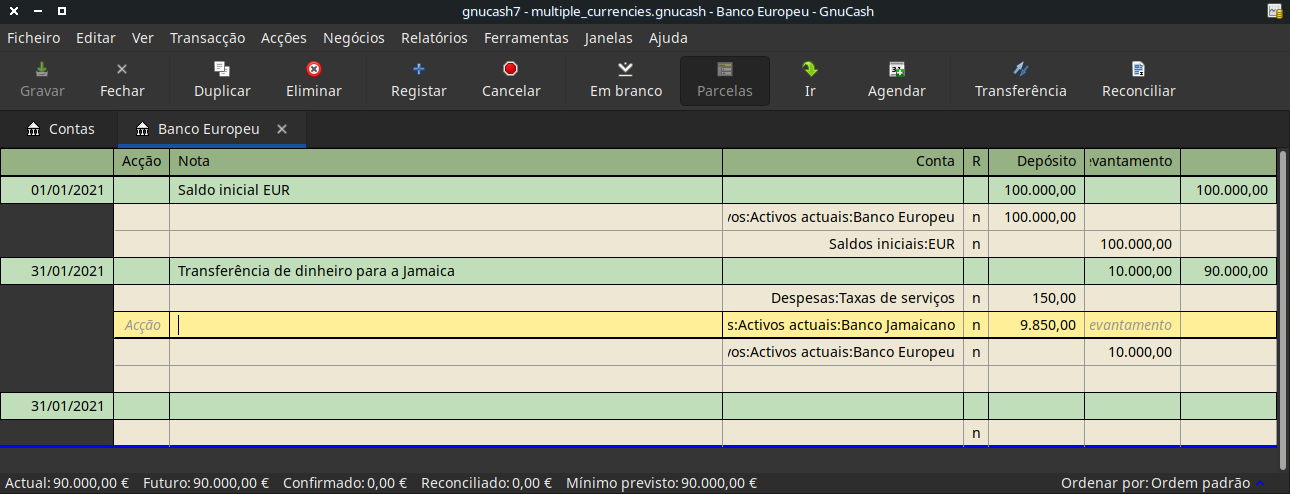 gnucash7 - multiple_currencies.gnucash - Banco Europeu - GnuCash
Ficheiro Editar Ver Transacção Acções Negócios Relatórios Ferramentas Janelas Ajuda
Gravar Fechar Duplicar Eliminar Registar Cancelar Em branco Parcelas Ir Agendar Transferência Reconciliar
Contas Banco Europeu
Acção Nota Conta R Depósito evantamento
01/01/2021 Saldo inicial EUR 100.000,00 100.000,00
vos:Activos actuais:Banco Europeu n 100.000,00
Saldos iniciais:EUR n 100.000,00
31/01/2021 Transferência de dinheiro para a Jamaica 10.000,00 90.000,00
Despesas:Taxas de serviços n 150,00
Acção s:Activos actuais:Banco Jamaicano n 9.850,00 evantamento
vos:Activos actuais:Banco Europeu n 10.000,00
31/01/2021
n
Actual: 90.000,00 € Futuro: 90.000,00 € Confirmado: 0,00 € Reconciliado: 0,00 € Mínimo previsto: 90.000,00 € Ordenar por: Ordem padrão